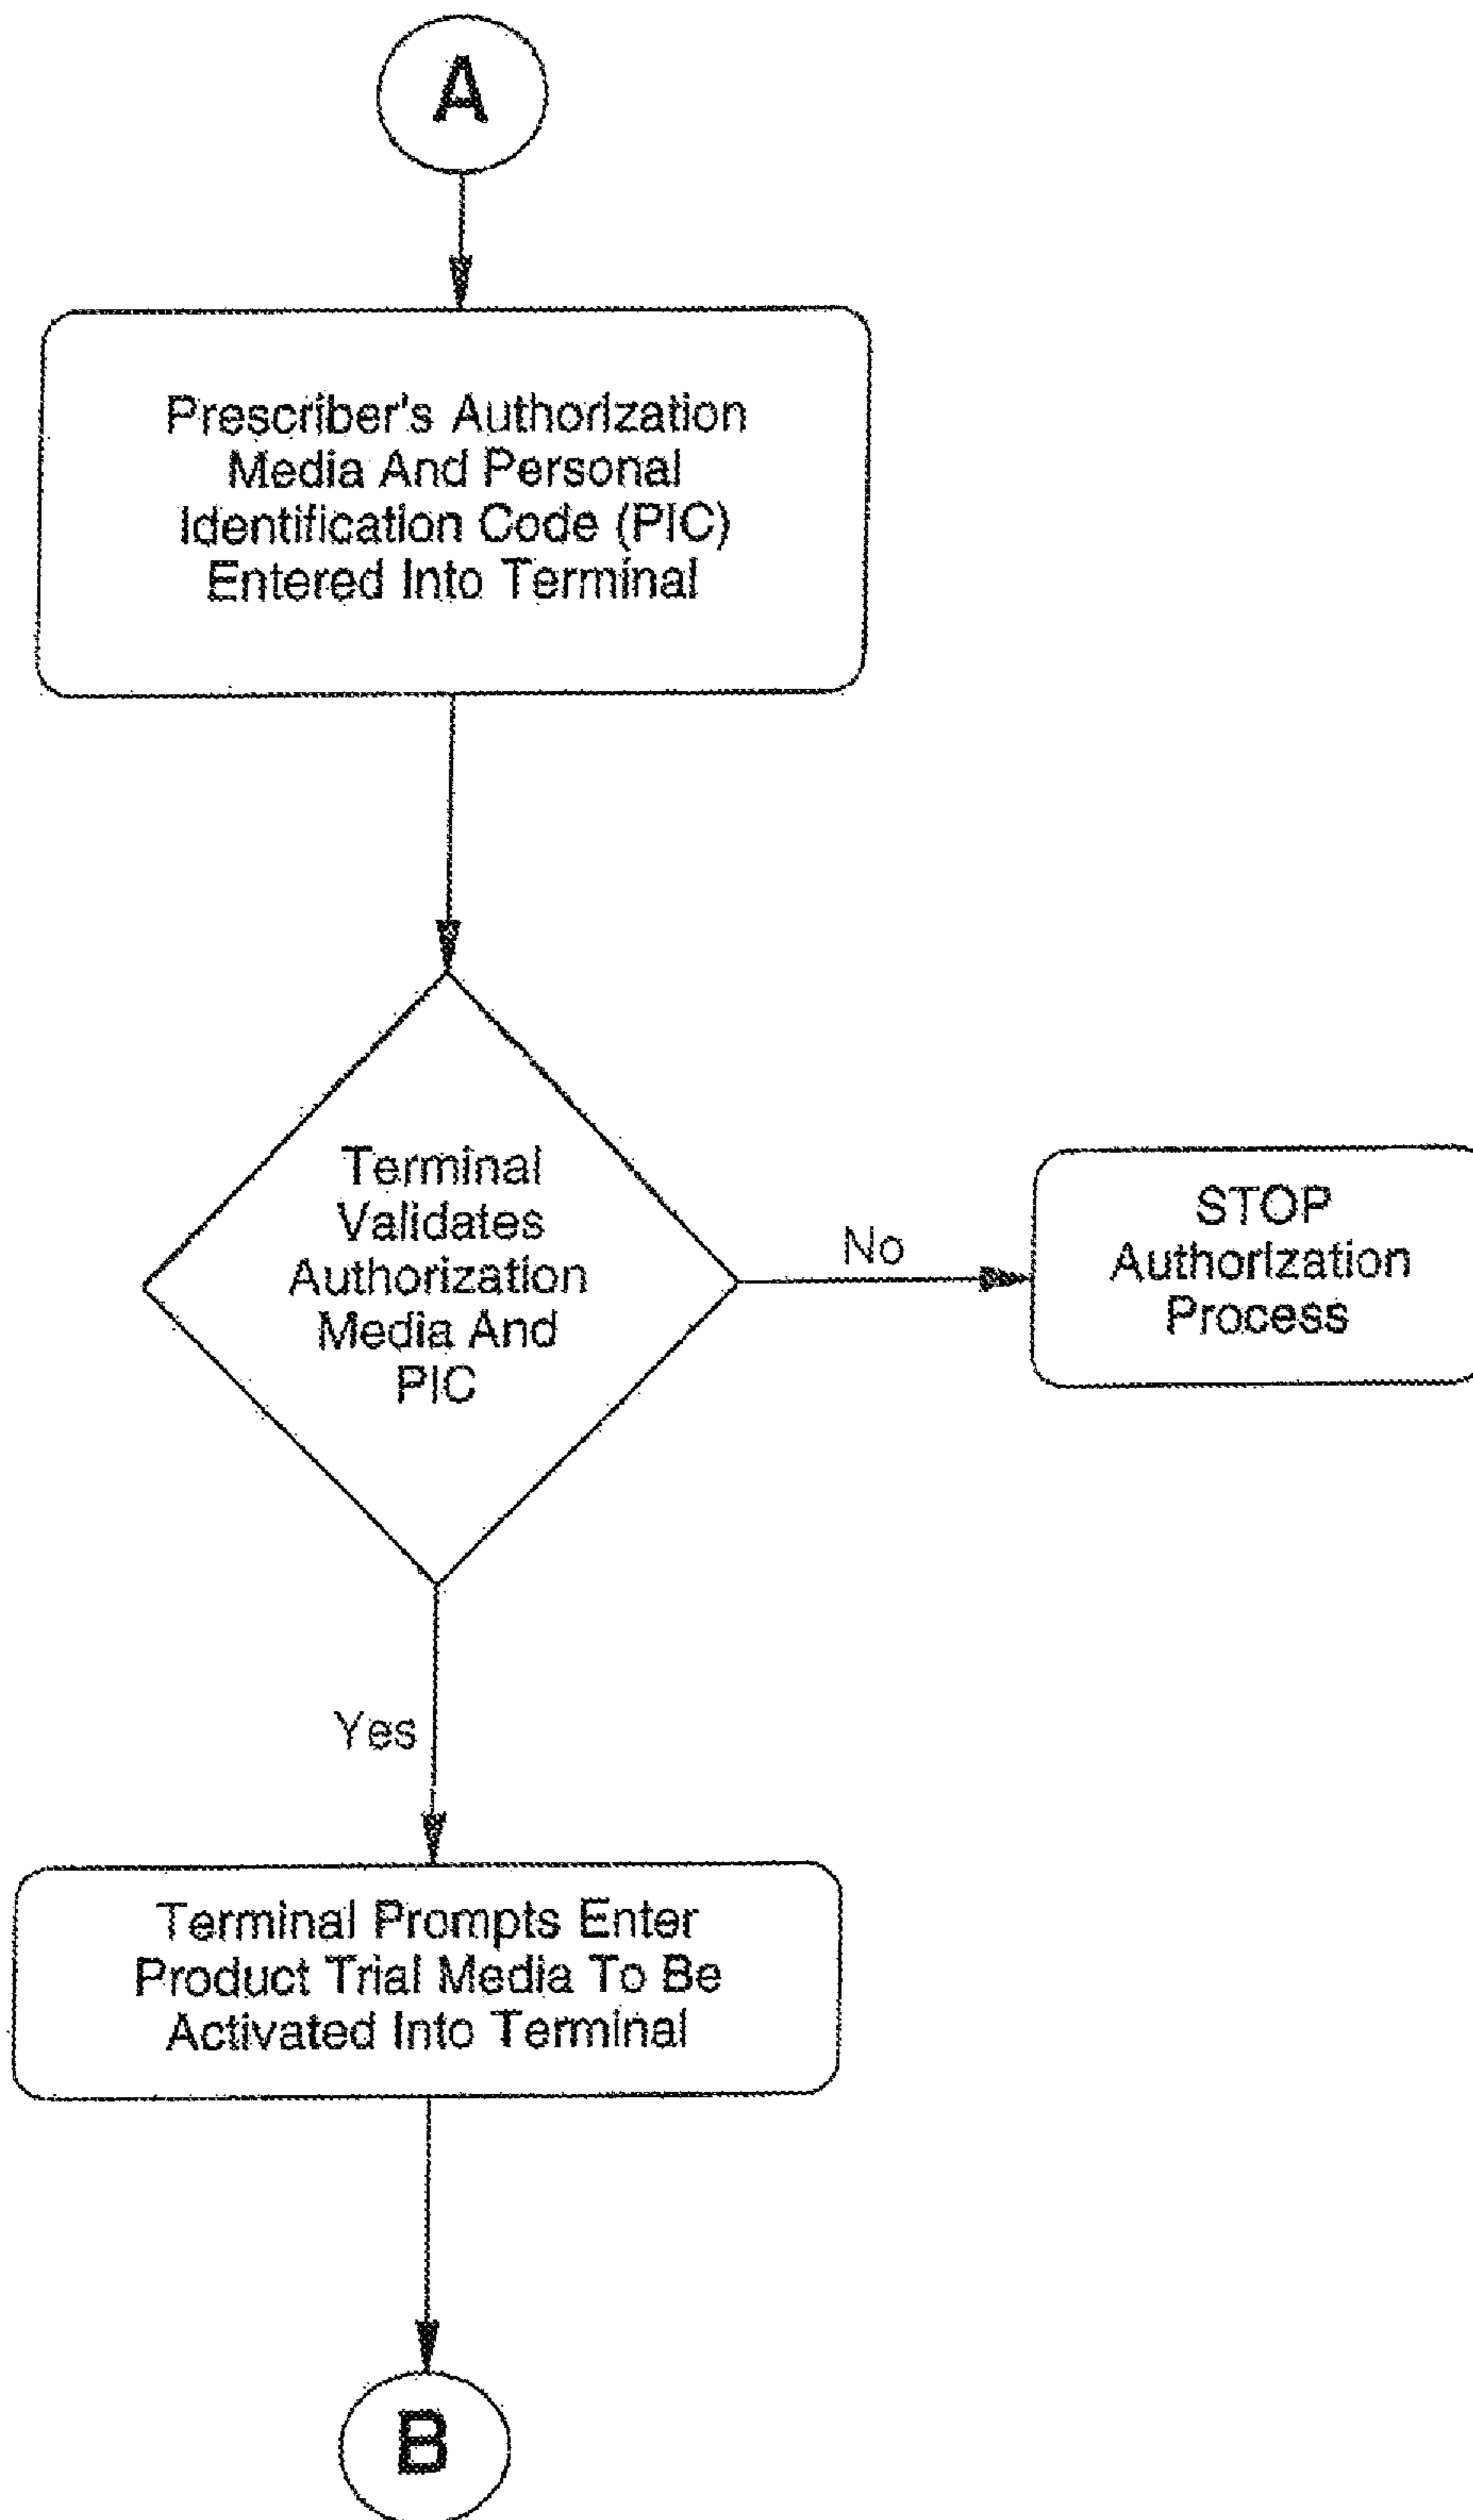 A
Prescriber's Authorization
Media And Personal
Identification Code (PIC)
Entered Into Terminal
Terminal
Validates
Authorization
Media And
PIC
No
STOP
Authorization
Process
Yes
Terminal Prompts Enter
Product Trial Media To Be
Activated Into Terminal
B